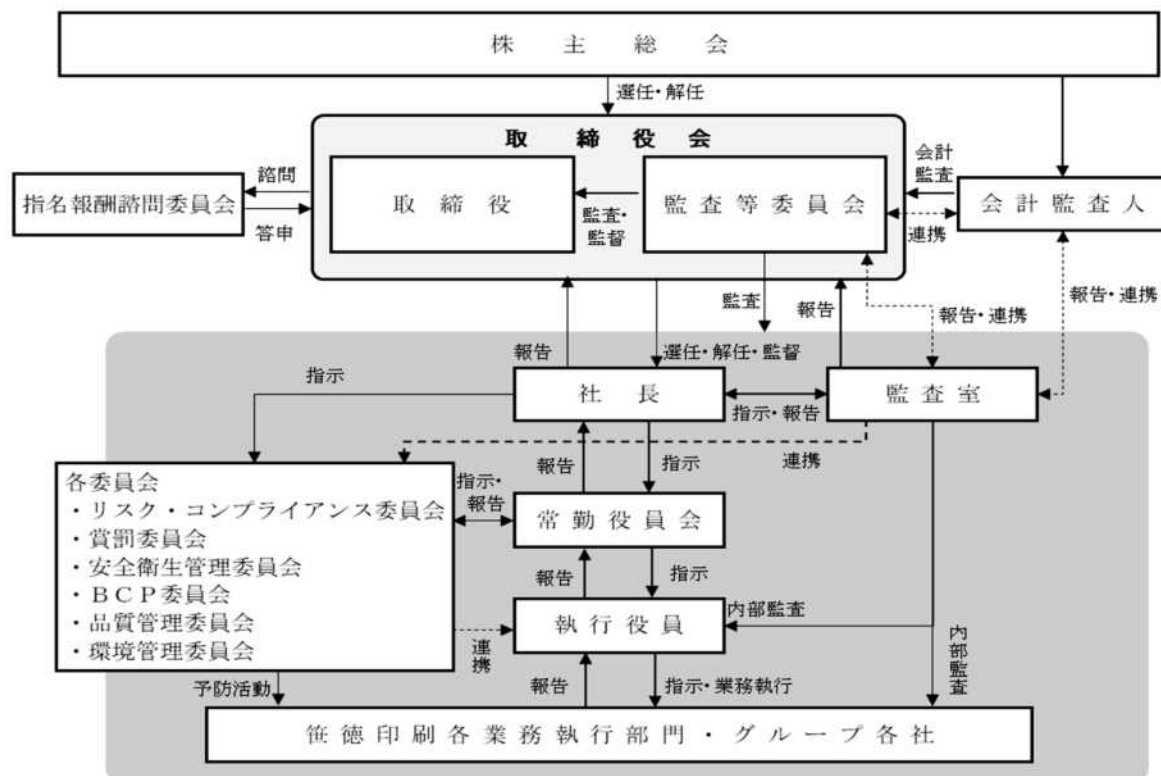 株主総会
選任・解任
取締役会
会計
監査
諮問
指名報酬諮問委員会
答申
取締役
監査・
監督
監査等委員会
連携
会計監査人
監査
報告
報告・連携
報告・連携
報告
選任・解任・監督
指示
社長
指示・報告
監査室
連携
報告
指示
各委員会
・リスク・コンプライアンス委員会
・賞罰委員会
・安全衛生管理委員会
・BCP委員会
・品質管理委員会
・環境管理委員会
指示・
報告
常勤役員会
報告
指示
内部監査
執行役員
連携
内部監査
予防活動
報告
指示・業務執行
笹徳印刷各業務執行部門・グループ各社